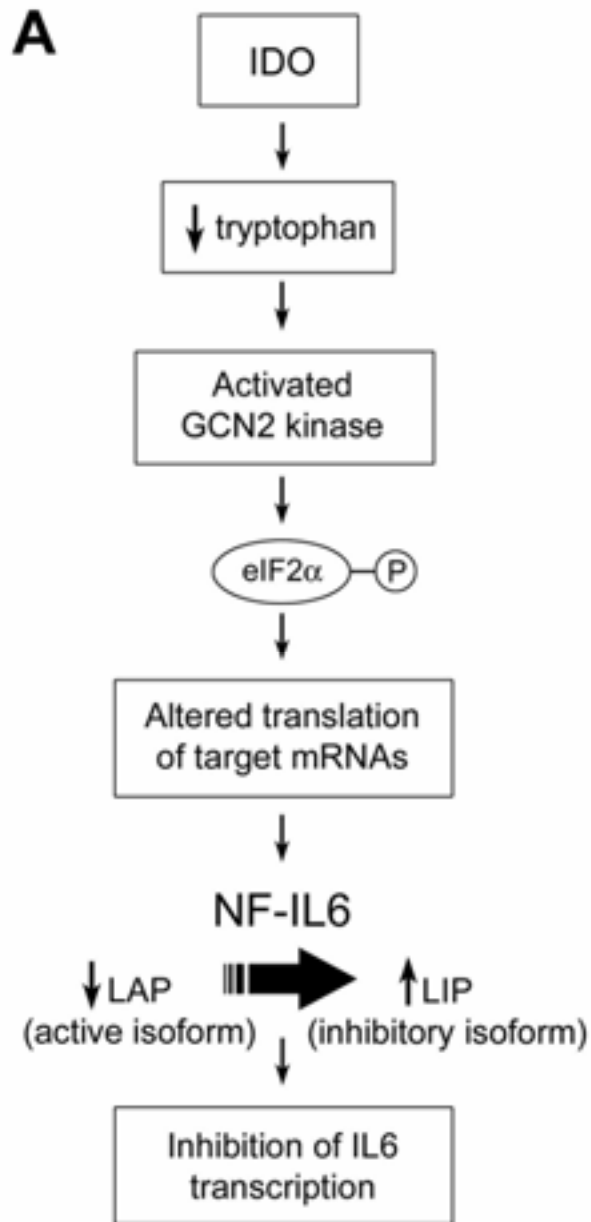 A
IDO
↓ tryptophan
Activated
GCN2 kinase
eIF2α P
Altered translation
of target mRNAs
NF-IL6
↓ LAP ↑ LIP
(active isoform) (inhibitory isoform)
Inhibition of IL6
transcription